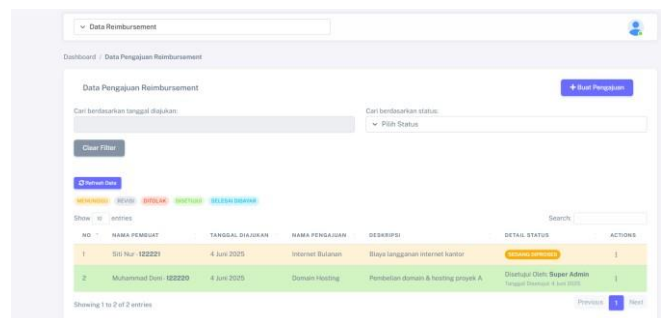 Data Reimbursement
Dashboard / Data Pengajuan Reimbursement
Data Pengajuan Reimbursement
+ Buat Pengajuan
Cari berdasarkan tanggal diajukan:
Cari berdasarkan status:
Pilih Status
Clear Filter
Refresh Data
MENUNGGU REVISI DITOLAK DISETUJUI SELESAI DIBAYAR
Show 10 entries
Search:
NO NAMA PEMBUAT TANGGAL DIAJUKAN NAMA PENGAJUAN DESKRIPSI DETAIL STATUS ACTIONS
1 Siti Nur - 122221 4 Juni 2025 Internet Bulanan Biaya langganan internet kantor SEDANG DIPROSES
2 Muhammad Doni - 122220 4 Juni 2025 Domain Hosting Pembelian domain & hosting proyek A Disetujui Oleh: Super Admin
Tanggal Disetujui: 4 Juni 2025
Showing 1 to 2 of 2 entries
Previous 1 Next